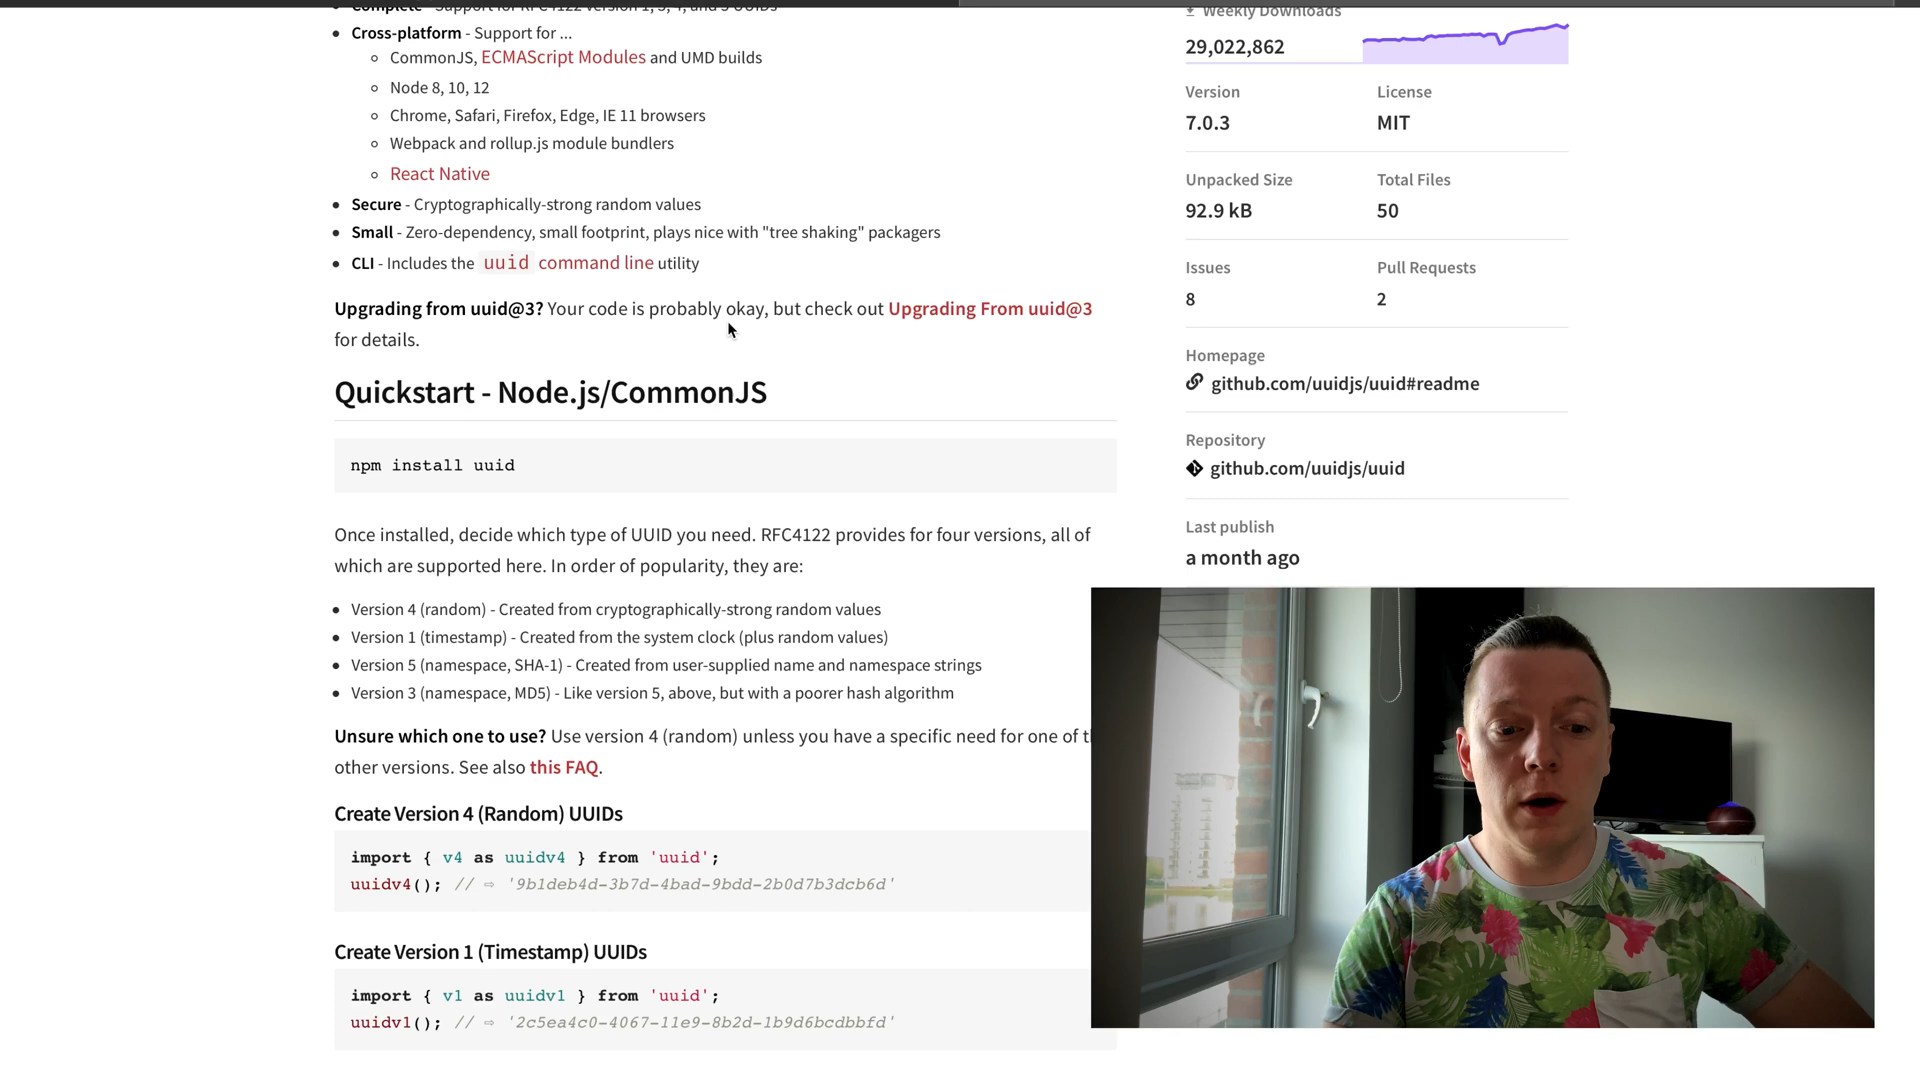 Complete - Support for RFC4122 version 1, 3, 4, and 5 UUIDs
Cross-platform - Support for ...
CommonJS, ECMAScript Modules and UMD builds
Node 8, 10, 12
Chrome, Safari, Firefox, Edge, IE 11 browsers
Webpack and rollup.js module bundlers
React Native
Secure - Cryptographically-strong random values
Small - Zero-dependency, small footprint, plays nice with "tree shaking" packagers
CLI - Includes the uuid command line utility
Upgrading from uuid@3? Your code is probably okay, but check out Upgrading From uuid@3
for details.
Quickstart - Node.js/CommonJS
npm install uuid
Once installed, decide which type of UUID you need. RFC4122 provides for four versions, all of
which are supported here. In order of popularity, they are:
Version 4 (random) - Created from cryptographically-strong random values
Version 1 (timestamp) - Created from the system clock (plus random values)
Version 5 (namespace, SHA-1) - Created from user-supplied name and namespace strings
Version 3 (namespace, MD5) - Like version 5, above, but with a poorer hash algorithm
Unsure which one to use? Use version 4 (random) unless you have a specific need for one of
other versions. See also this FAQ.
Create Version 4 (Random) UUIDs
import { v4 as uuidv4 } from 'uuid';
uuidv4(); // ⇨ '9b1deb4d-3b7d-4bad-9bdd-2b0d7b3dcb6d'
Create Version 1 (Timestamp) UUIDs
import { v1 as uuidv1 } from 'uuid';
uuidv1(); // ⇨ '2c5ea4c0-4067-11e9-8b2d-1b9d6bcdbbfd'
Weekly Downloads
29,022,862
Version
7.0.3
License
MIT
Unpacked Size
92.9 kB
Total Files
50
Issues
8
Pull Requests
2
Homepage
github.com/uuidjs/uuid#readme
Repository
github.com/uuidjs/uuid
Last publish
a month ago